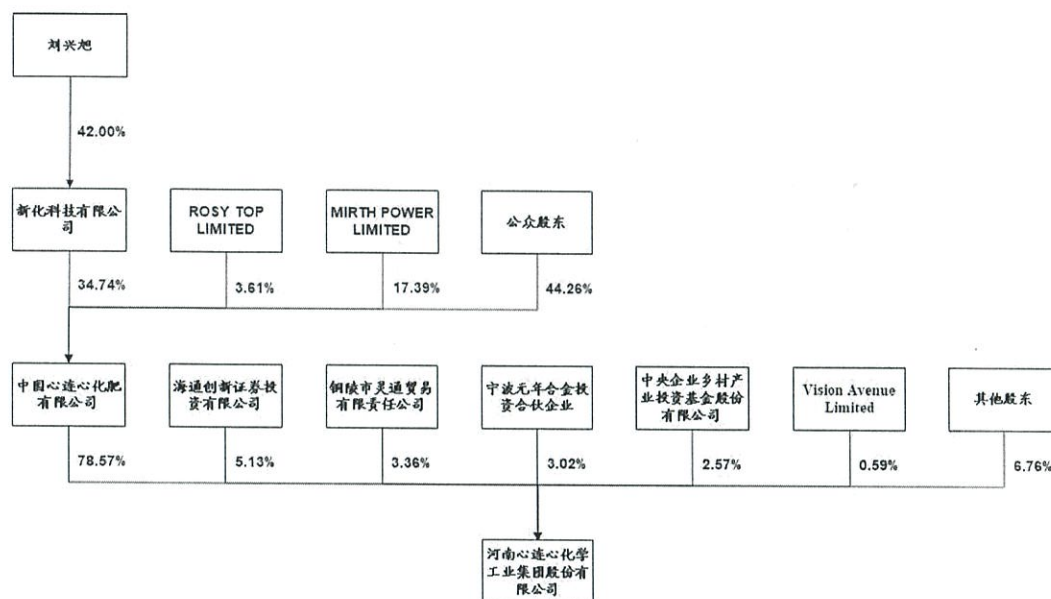 刘兴旭
42.00%
新化科技有限公
司
ROSY TOP
LIMITED
MIRTH POWER
LIMITED
公众股东
34.74%
3.61%
17.39%
44.26%
中国心连心化肥
有限公司
海通创新证券投
资有限公司
铜陵市灵通贸易
有限责任公司
宁波元年合金投
资合伙企业
中央企业乡村产
业投资基金股份
有限公司
Vision Avenue
Limited
其他股东
78.57%
5.13%
3.36%
3.02%
2.57%
0.59%
6.76%
河南心连心化学
工业集团股份有
限公司